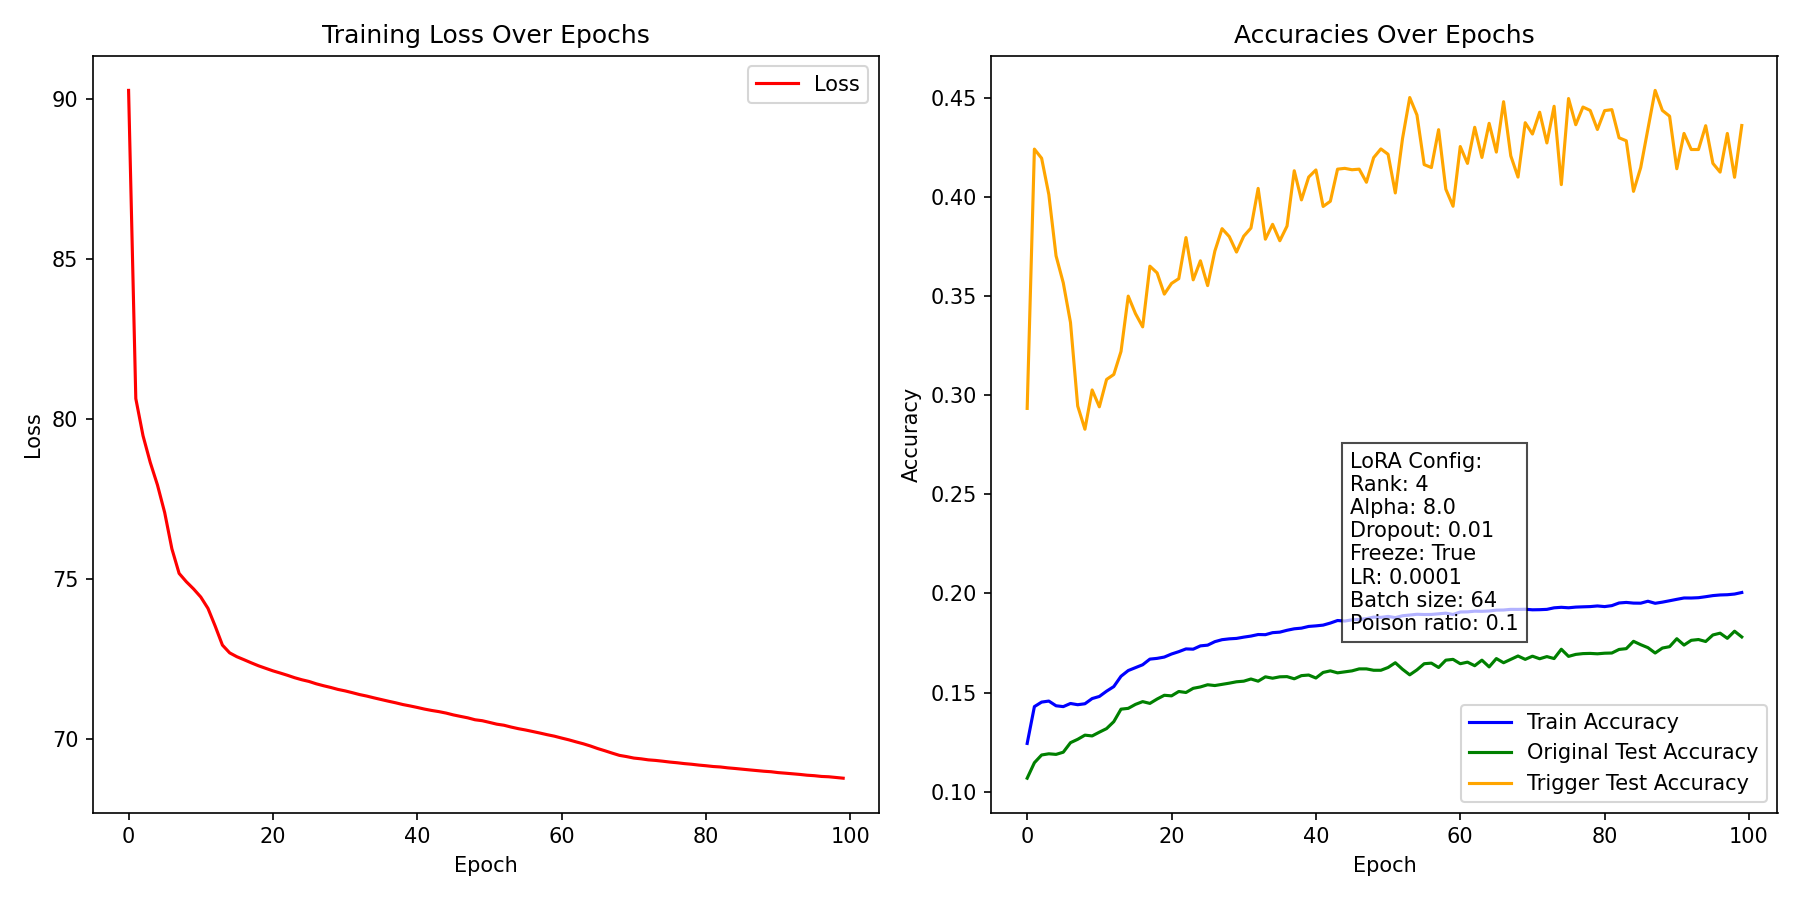 Training Loss Over Epochs
Loss
90
85
80
75
70
Loss
0
20
40
60
80
100
Epoch
Accuracies Over Epochs
0.45
0.40
0.35
0.30
0.25
0.20
0.15
0.10
Accuracy
LoRA Config:
Rank: 4
Alpha: 8.0
Dropout: 0.01
Freeze: True
LR: 0.0001
Batch size: 64
Poison ratio: 0.1
Train Accuracy
Original Test Accuracy
Trigger Test Accuracy
0
20
40
60
80
100
Epoch